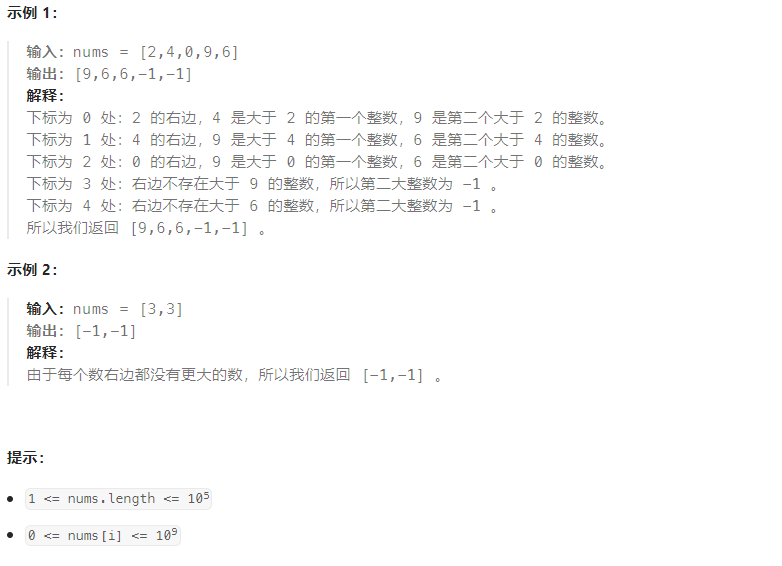 示例 1：
输入：nums = [2,4,0,9,6]
输出：[9,6,6,-1,-1]
解释：
下标为 0 处：2 的右边，4 是大于 2 的第一个整数，9 是第二个大于 2 的整数。
下标为 1 处：4 的右边，9 是大于 4 的第一个整数，6 是第二个大于 4 的整数。
下标为 2 处：0 的右边，9 是大于 0 的第一个整数，6 是第二个大于 0 的整数。
下标为 3 处：右边不存在大于 9 的整数，所以第二大整数为 -1 。
下标为 4 处：右边不存在大于 6 的整数，所以第二大整数为 -1 。
所以我们返回 [9,6,6,-1,-1] 。
示例 2：
输入：nums = [3,3]
输出：[-1,-1]
解释：
由于每个数右边都没有更大的数，所以我们返回 [-1,-1] 。
提示：
1 <= nums.length <= 10⁵
0 <= nums[i] <= 10⁹